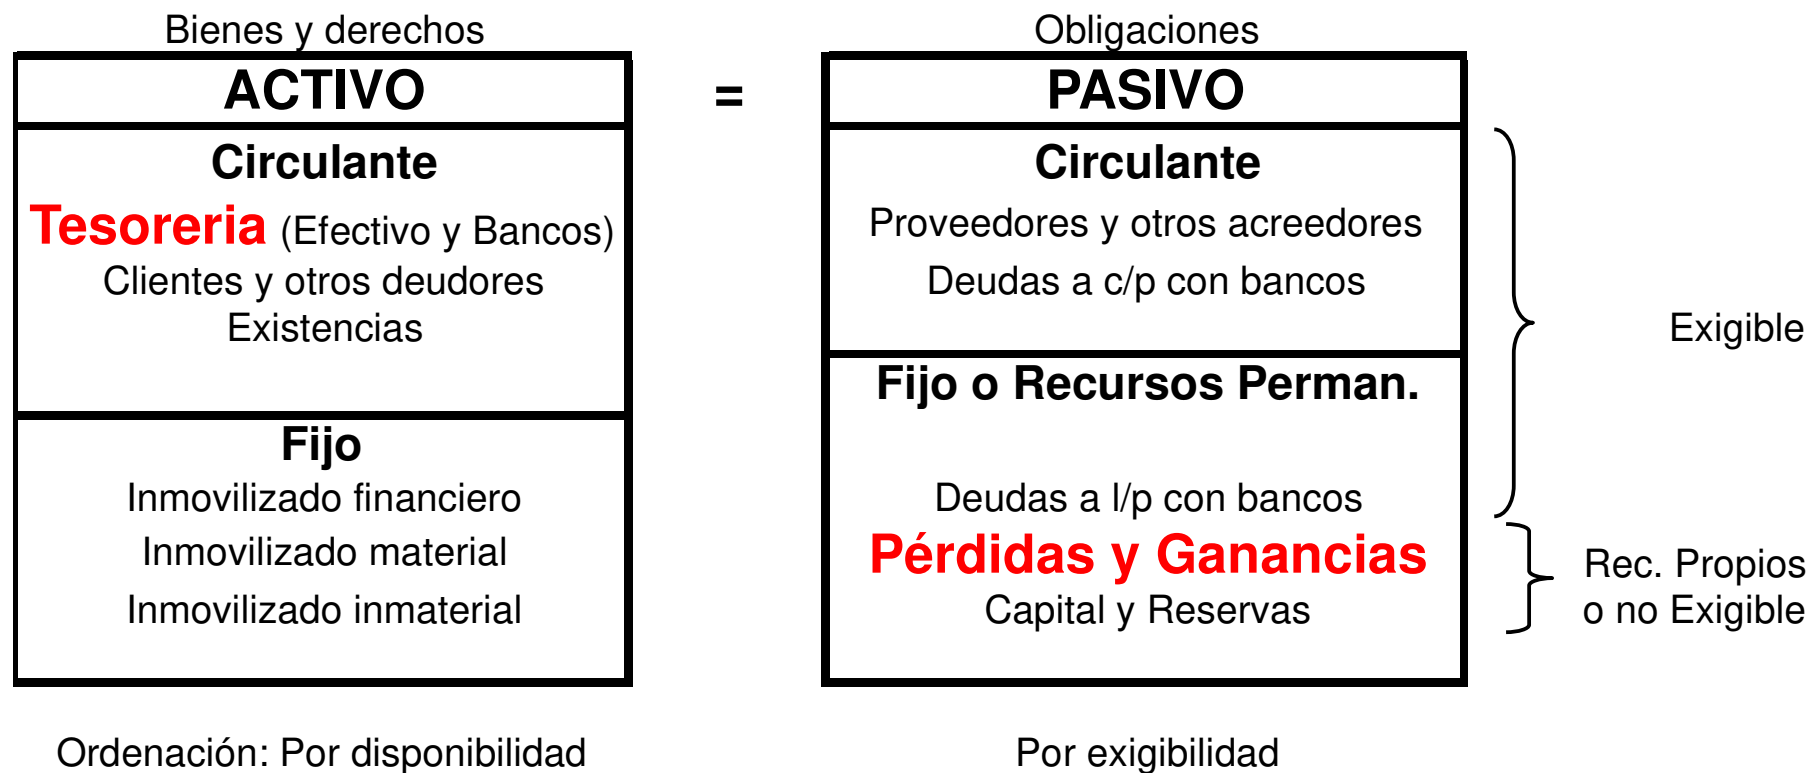 Bienes y derechos
ACTIVO
Circulante
Tesoreria (Efectivo y Bancos)
Clientes y otros deudores
Existencias
Fijo
Inmovilizado financiero
Inmovilizado material
Inmovilizado inmaterial
Ordenación: Por disponibilidad
=
Obligaciones
PASIVO
Circulante
Proveedores y otros acreedores
Deudas a c/p con bancos
Fijo o Recursos Perman.
Deudas a l/p con bancos
Pérdidas y Ganancias
Capital y Reservas
Por exigibilidad
Exigible
Rec. Propios
o no Exigible